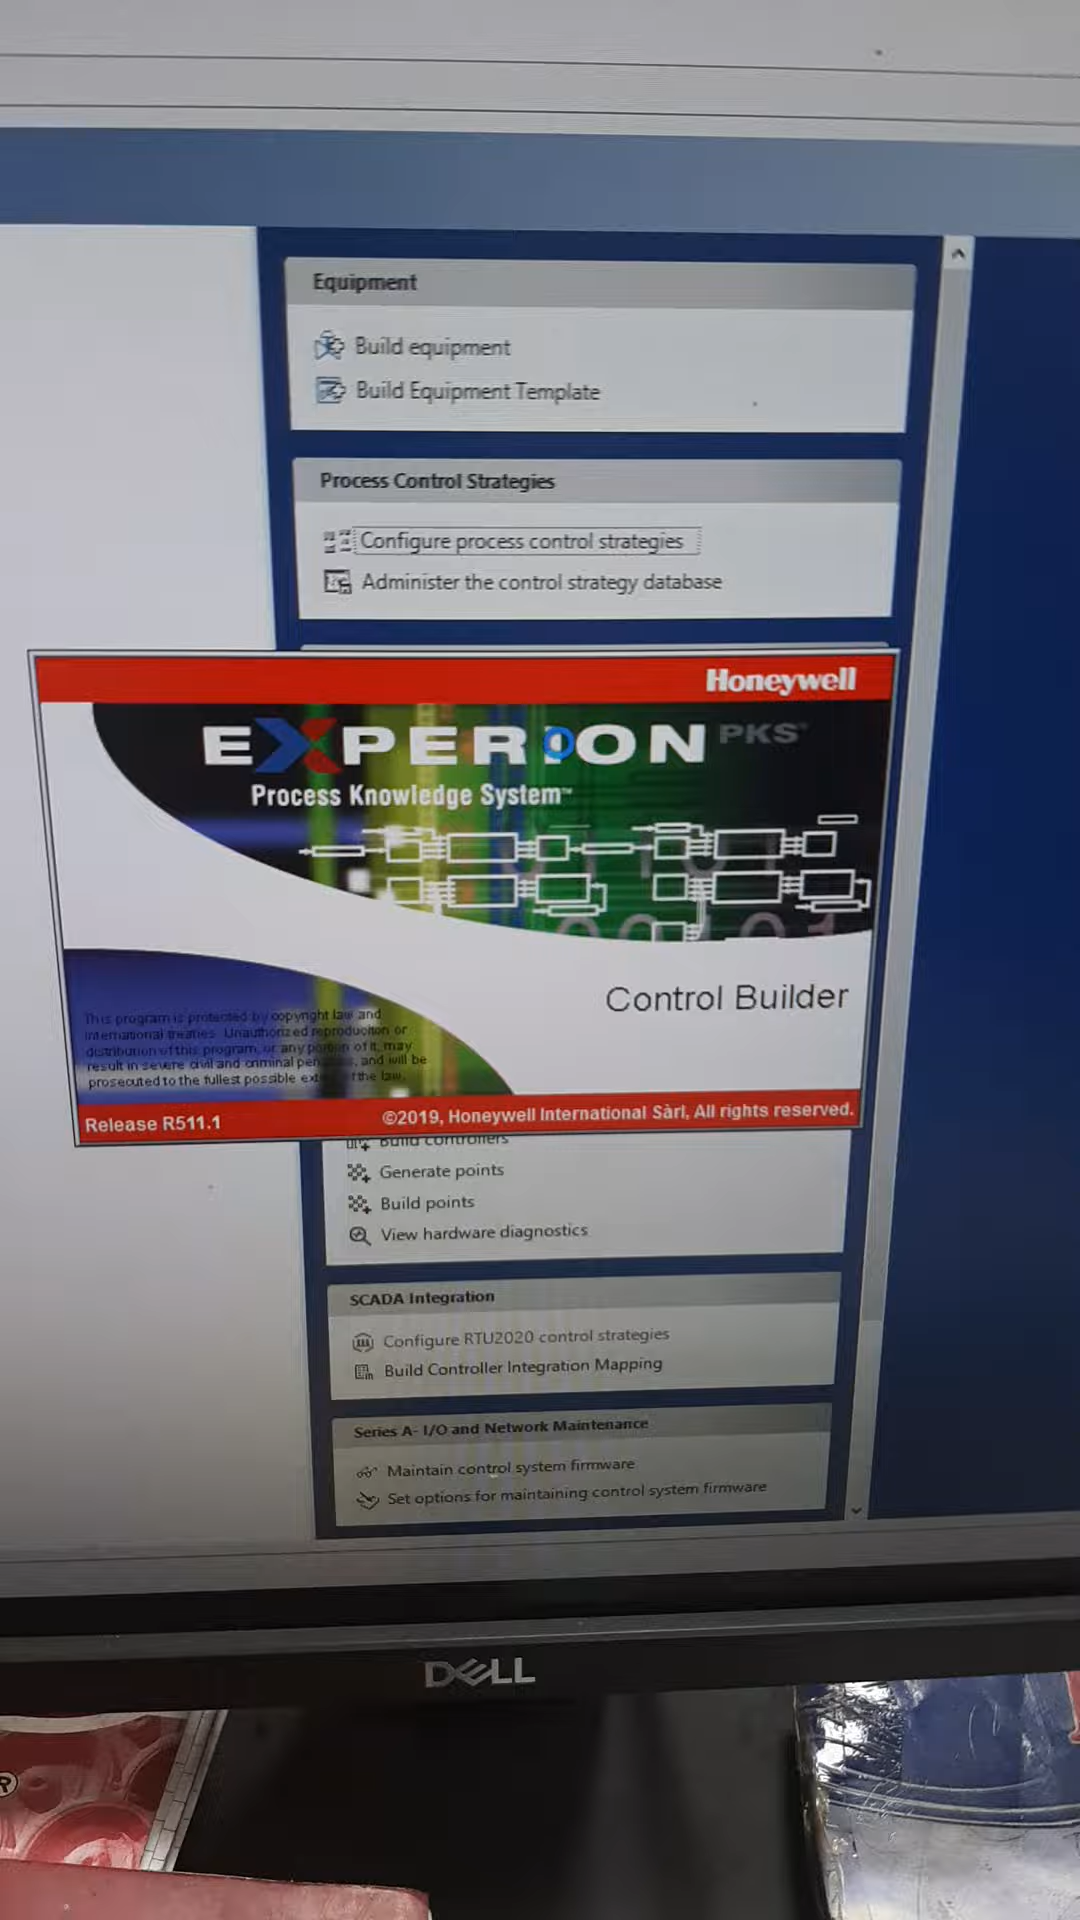 Equipment
Build equipment
Build Equipment Template
Process Control Strategies
Configure process control strategies
Administer the control strategy database
Honeywell
EXPERION PKS
Process Knowledge System™
Control Builder
This program is protected by copyright law and
international treaties. Unauthorized reproduction or
distribution of this program, or any portion of it, may
result in severe civil and criminal penalties, and will be
prosecuted to the fullest possible extent of the law.
Release R511.1
©2019, Honeywell International Sàrl, All rights reserved.
Build controllers
Generate points
Build points
View hardware diagnostics
SCADA Integration
Configure RTU2020 control strategies
Build Controller Integration Mapping
Series A- I/O and Network Maintenance
Maintain control system firmware
Set options for maintaining control system firmware
DELL
®